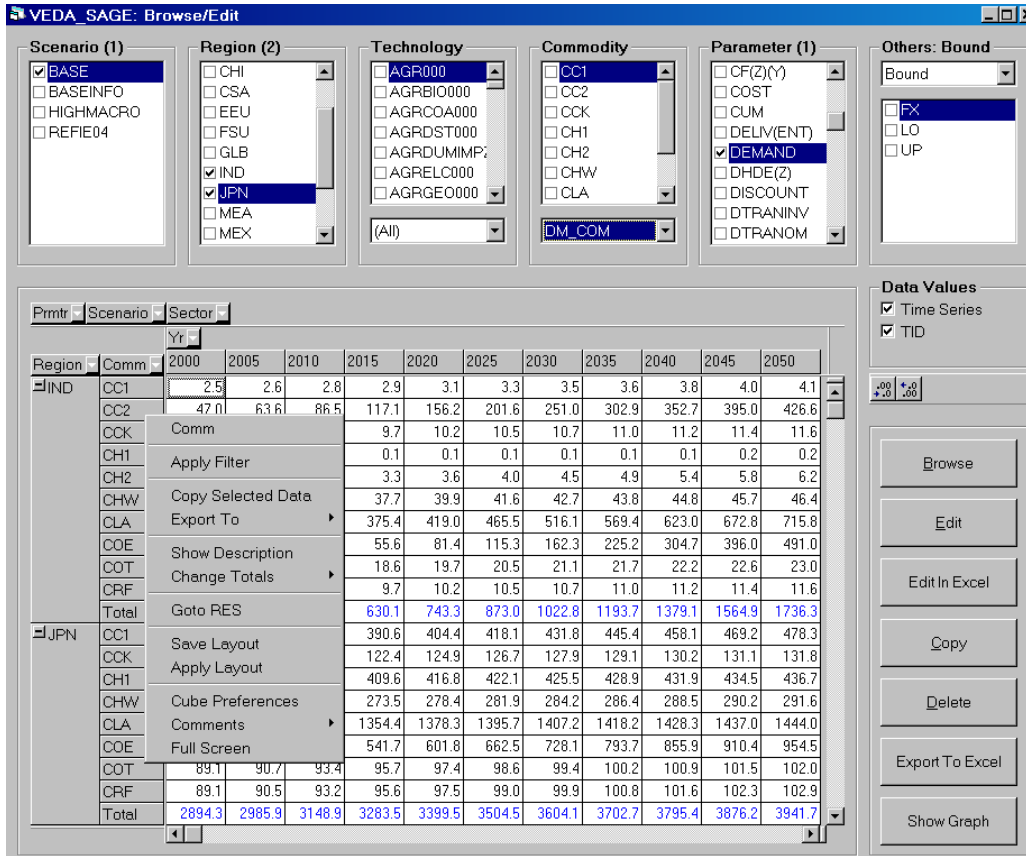 VEDA_SAGE: Browse/Edit
Scenario (1)
BASE
BASEINFO
HIGHMACRO
REFIE04
Region (2)
CHI
CSA
EEU
FSU
GLB
IND
JPN
MEA
MEX
Technology
AGR000
AGRBIO000
AGRCOA000
AGRDST000
AGRDUMIMP
AGRELC000
AGRGEO000
(All)
Commodity
CC1
CC2
CCK
CH1
CH2
CHW
CLA
DM_COM
Parameter (1)
CF(Z)(Y)
COST
CUM
DELIV(ENT)
DEMAND
DHDE(Z)
DISCOUNT
DTRANINV
DTRANOM
Others: Bound
Bound
FX
LO
UP
Data Values
Time Series
TID
Prmtr Scenario Sector
Yr
Region Comm 2000 2005 2010 2015 2020 2025 2030 2035 2040 2045 2050
IND CC1 2.5 2.6 2.8 2.9 3.1 3.3 3.5 3.6 3.8 4.0 4.1
CC2 47.0 63.6 86.5 117.1 156.2 201.6 251.0 302.9 352.7 395.0 426.6
CCK 9.7 10.2 10.5 10.7 11.0 11.2 11.4 11.6
CH1 0.1 0.1 0.1 0.1 0.1 0.1 0.2 0.2
CH2 3.3 3.6 4.0 4.5 4.9 5.4 5.8 6.2
CHW 37.7 39.9 41.6 42.7 43.8 44.8 45.7 46.4
CLA 375.4 419.0 465.5 516.1 569.4 623.0 672.8 715.8
COE 55.6 81.4 115.3 162.3 225.2 304.7 396.0 491.0
COT 18.6 19.7 20.5 21.1 21.7 22.2 22.6 23.0
CRF 9.7 10.2 10.5 10.7 11.0 11.2 11.4 11.6
Total 630.1 743.3 873.0 1022.8 1193.7 1379.1 1564.9 1736.3
JPN CC1 390.6 404.4 418.1 431.8 445.4 458.1 469.2 478.3
CCK 122.4 124.9 126.7 127.9 129.1 130.2 131.1 131.8
CH1 409.6 416.8 422.1 425.5 428.9 431.9 434.5 436.7
CHW 273.5 278.4 281.9 284.2 286.4 288.5 290.2 291.6
CLA 1354.4 1378.3 1395.7 1407.2 1418.2 1428.3 1437.0 1444.0
COE 541.7 601.8 662.5 728.1 793.7 855.9 910.4 954.5
COT 89.1 90.7 93.4 95.7 97.4 98.6 99.4 100.2 100.9 101.5 102.0
CRF 89.1 90.5 93.2 95.6 97.5 99.0 99.9 100.8 101.6 102.3 102.9
Total 2894.3 2985.9 3148.9 3283.5 3399.5 3504.5 3604.1 3702.7 3795.4 3876.2 3941.7
Comm
Apply Filter
Copy Selected Data
Export To
Show Description
Change Totals
Goto RES
Save Layout
Apply Layout
Cube Preferences
Comments
Full Screen
Browse
Edit
Edit In Excel
Copy
Delete
Export To Excel
Show Graph